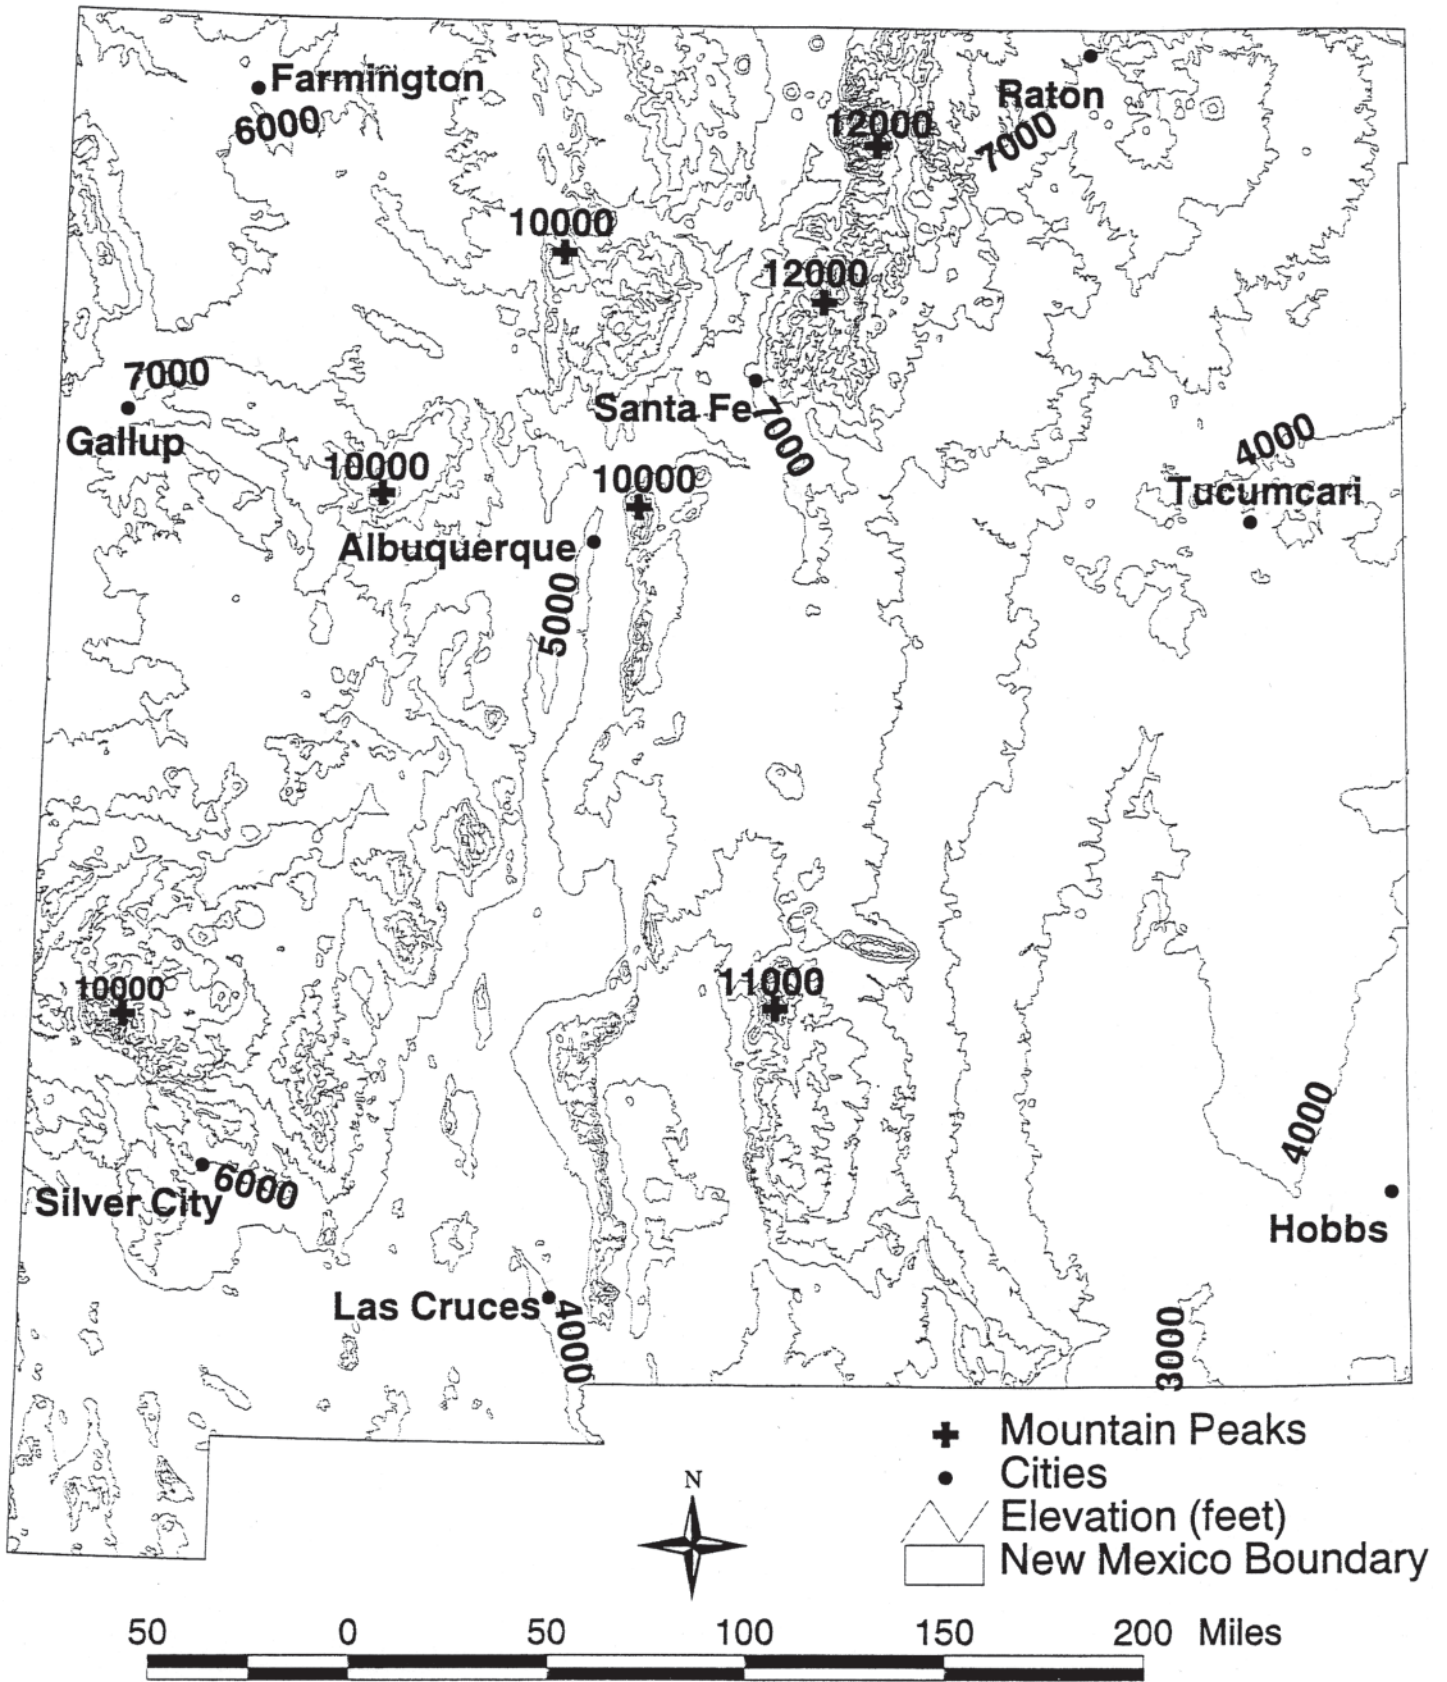 Farmington
6000
Raton
7000
12000
10000
12000
7000
Gallup
Santa Fe
7000
4000
Tucumcari
10000
10000
Albuquerque
5000
10000
11000
Silver City
6000
4000
Hobbs
Las Cruces
4000
3000
Mountain Peaks
Cities
Elevation (feet)
New Mexico Boundary
N
50 0 50 100 150 200 Miles